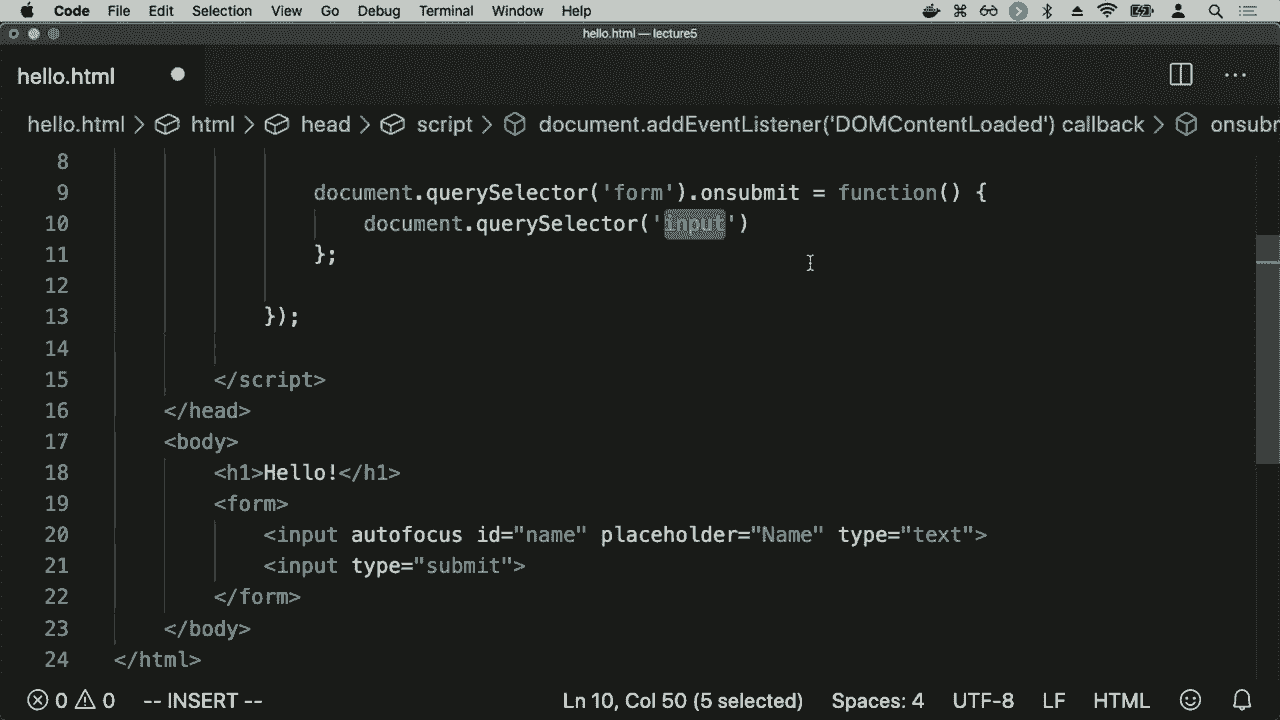 Code File Edit Selection View Go Debug Terminal Window Help
hello.html — lecture5
hello.html
hello.html > html > head > script > document.addEventListener('DOMContentLoaded') callback > onsubr
8
9 document.querySelector('form').onsubmit = function() {
10 document.querySelector('input')
11 };
12
13 });
14
15 </script>
16 </head>
17 <body>
18 <h1>Hello!</h1>
19 <form>
20 <input autofocus id="name" placeholder="Name" type="text">
21 <input type="submit">
22 </form>
23 </body>
24 </html>
0 0 -- INSERT -- Ln 10, Col 50 (5 selected) Spaces: 4 UTF-8 LF HTML